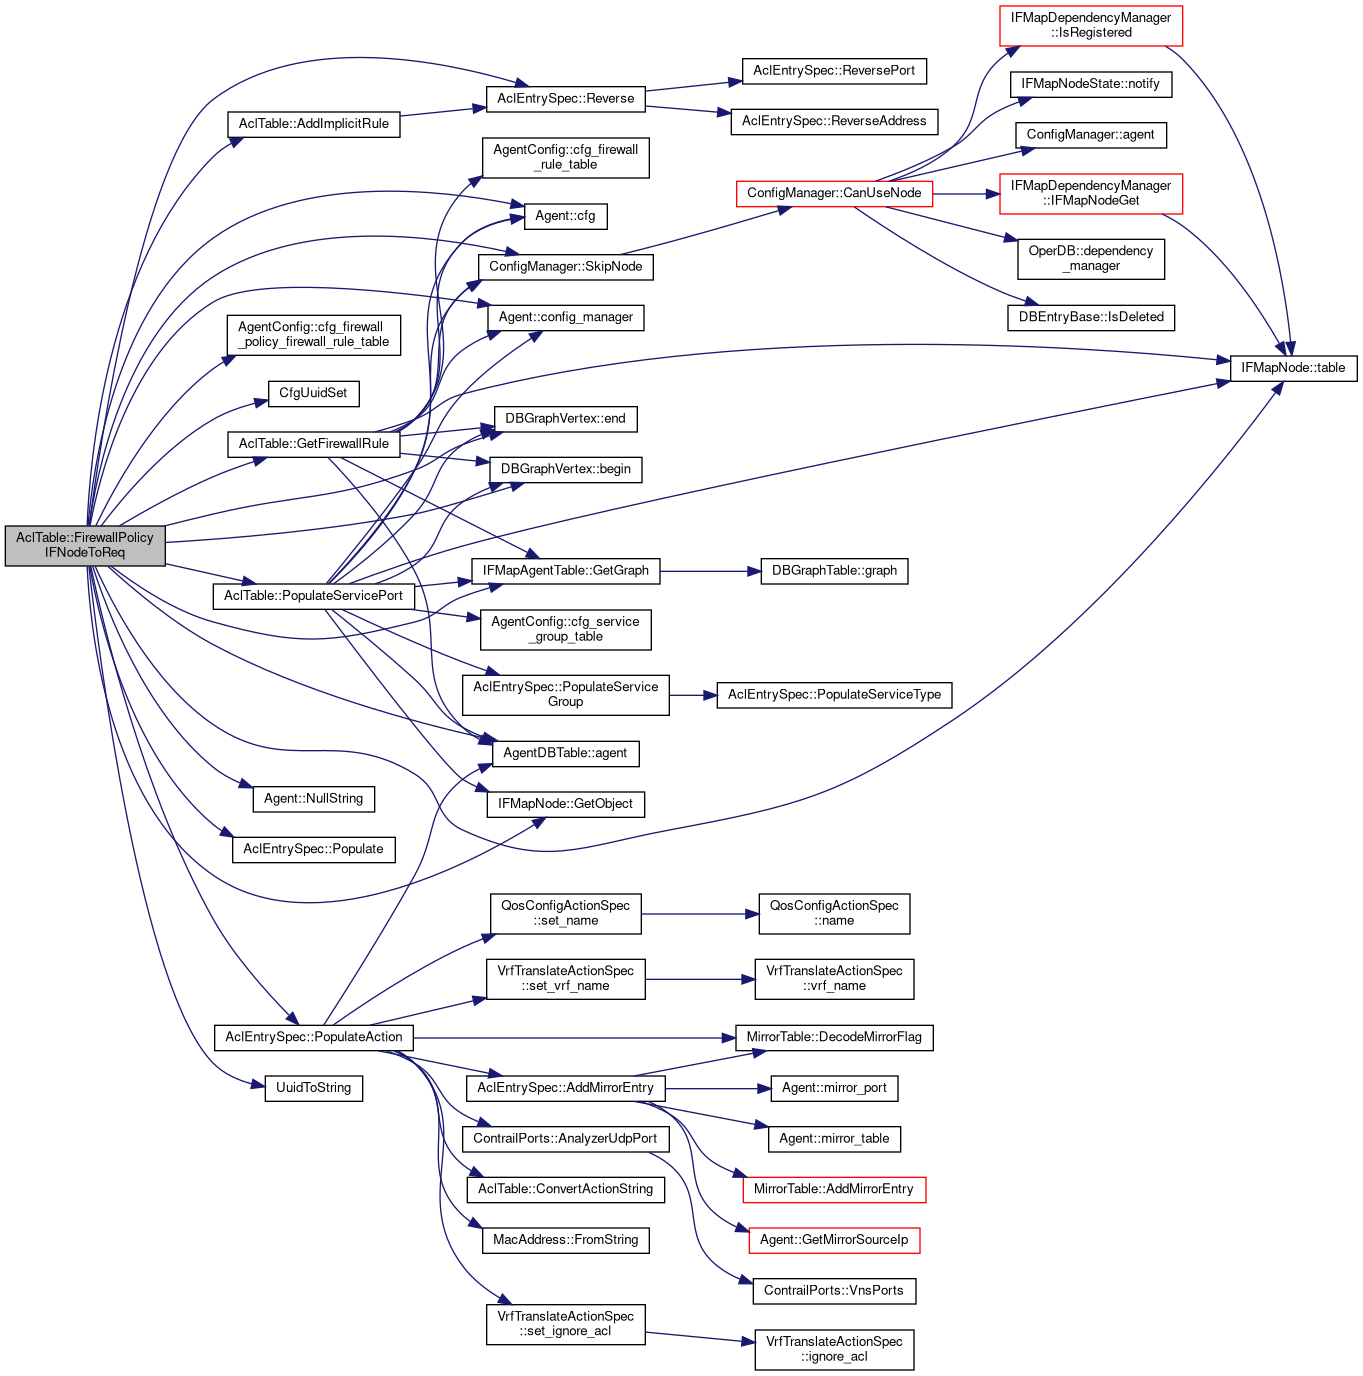 AclTable::FirewallPolicy
IFNodeToReq
AclTable::AddImplicitRule
AgentConfig::cfg_firewall
_policy_firewall_rule_table
CfgUuidSet
AclTable::GetFirewallRule
AclTable::PopulateServicePort
Agent::NullString
AclEntrySpec::Populate
AclEntrySpec::PopulateAction
UuidToString
AclEntrySpec::Reverse
AgentConfig::cfg_firewall
_rule_table
Agent::cfg
ConfigManager::SkipNode
Agent::config_manager
DBGraphVertex::end
DBGraphVertex::begin
IFMapAgentTable::GetGraph
AgentConfig::cfg_service
_group_table
AclEntrySpec::PopulateService
Group
AgentDBTable::agent
IFMapNode::GetObject
QosConfigActionSpec
::set_name
VrfTranslateActionSpec
::set_vrf_name
AclEntrySpec::AddMirrorEntry
ContrailPorts::AnalyzerUdpPort
AclTable::ConvertActionString
MacAddress::FromString
VrfTranslateActionSpec
::set_ignore_acl
AclEntrySpec::ReversePort
AclEntrySpec::ReverseAddress
ConfigManager::CanUseNode
DBGraphTable::graph
AclEntrySpec::PopulateServiceType
QosConfigActionSpec
::name
VrfTranslateActionSpec
::vrf_name
MirrorTable::DecodeMirrorFlag
Agent::mirror_port
Agent::mirror_table
MirrorTable::AddMirrorEntry
Agent::GetMirrorSourceIp
ContrailPorts::VnsPorts
VrfTranslateActionSpec
::ignore_acl
IFMapDependencyManager
::IsRegistered
IFMapNodeState::notify
ConfigManager::agent
IFMapDependencyManager
::IFMapNodeGet
OperDB::dependency
_manager
DBEntryBase::IsDeleted
IFMapNode::table